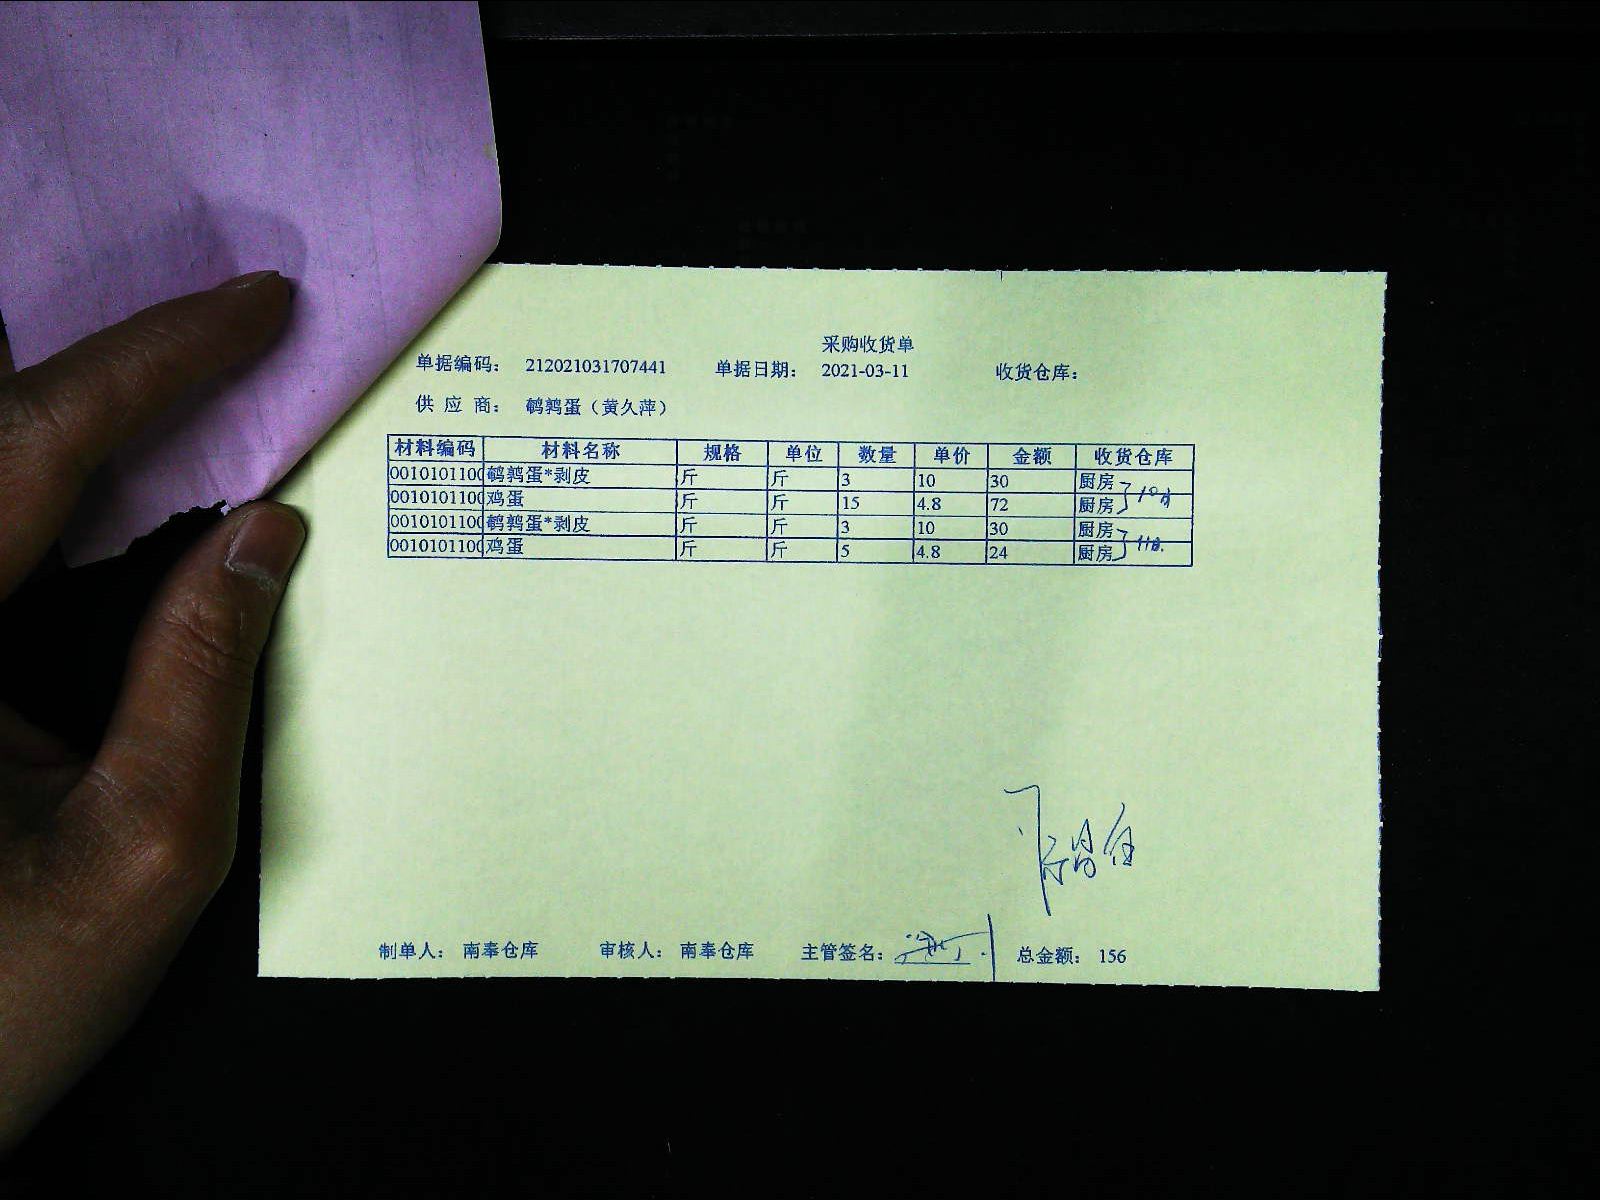 采购收货单
单据编码: 212021031707441 单据日期: 2021-03-11 收货仓库:
供应商: 鹌鹑蛋（黄久萍）
材料编码 材料名称 规格 单位 数量 单价 金额 收货仓库
0010101100 鹌鹑蛋*剥皮 斤 斤 3 10 30 厨房
0010101100 鸡蛋 斤 斤 15 4.8 72 厨房 10日
0010101100 鹌鹑蛋*剥皮 斤 斤 3 10 30 厨房
0010101100 鸡蛋 斤 斤 5 4.8 24 厨房 11日.
制单人: 南奉仓库 审核人: 南奉仓库 主管签名: 总金额: 156